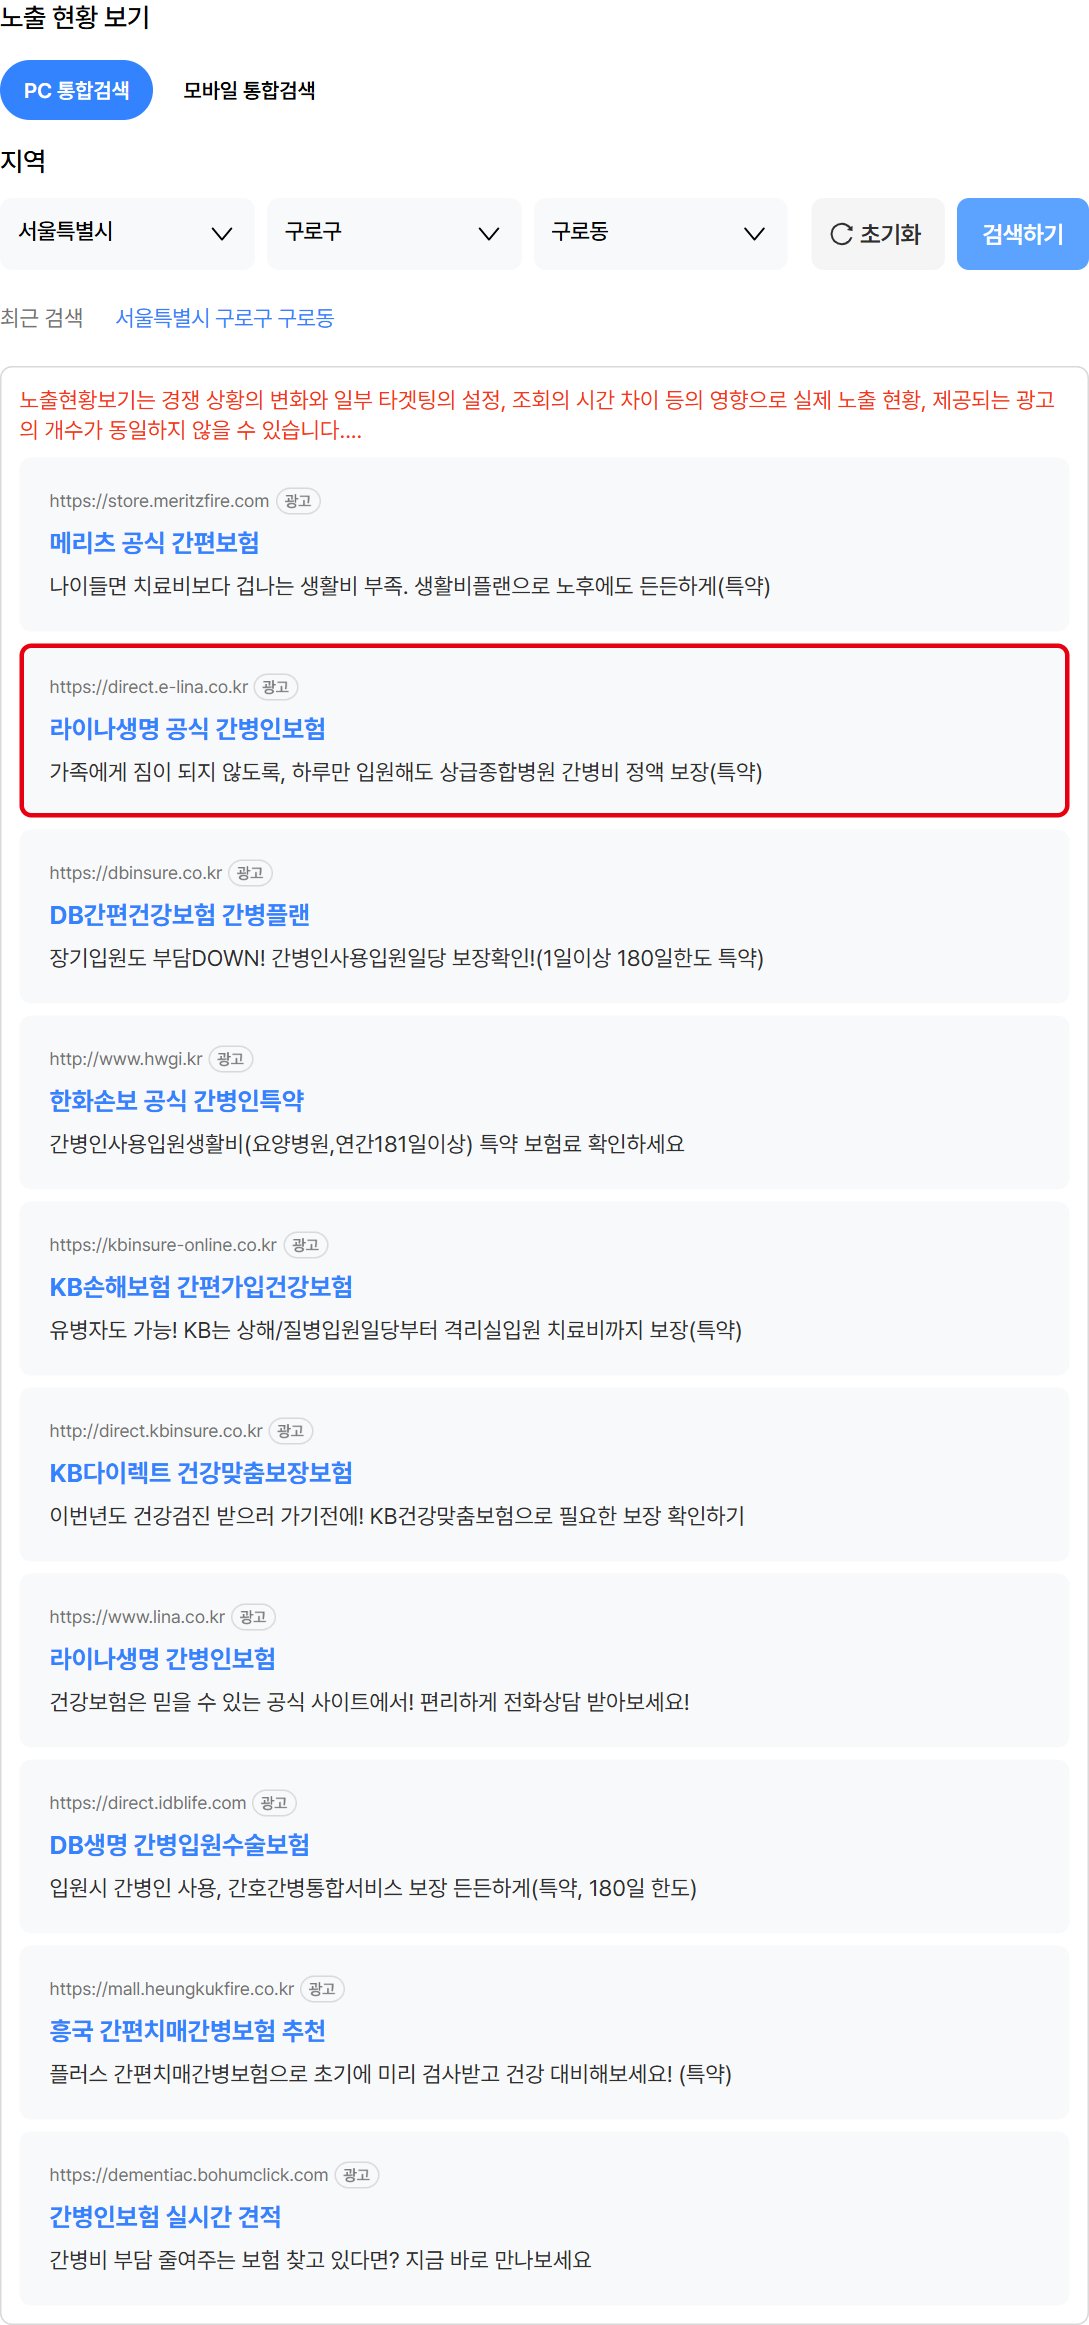 노출 현황 보기
PC 통합검색 모바일 통합검색
지역
서울특별시 구로구 구로동 초기화 검색하기
최근 검색 서울특별시 구로구 구로동
노출현황보기는 경쟁 상황의 변화와 일부 타겟팅의 설정, 조회의 시간 차이 등의 영향으로 실제 노출 현황, 제공되는 광고
의 개수가 동일하지 않을 수 있습니다....
https://store.meritzfire.com 광고
메리츠 공식 간편보험
나이들면 치료비보다 겁나는 생활비 부족. 생활비플랜으로 노후에도 든든하게(특약)
https://direct.e-lina.co.kr 광고
라이나생명 공식 간병인보험
가족에게 짐이 되지 않도록, 하루만 입원해도 상급종합병원 간병비 정액 보장(특약)
https://dbinsure.co.kr 광고
DB간편건강보험 간병플랜
장기입원도 부담DOWN! 간병인사용입원일당 보장확인!(1일이상 180일한도 특약)
http://www.hwgi.kr 광고
한화손보 공식 간병인특약
간병인사용입원생활비(요양병원,연간181일이상) 특약 보험료 확인하세요
https://kbinsure-online.co.kr 광고
KB손해보험 간편가입건강보험
유병자도 가능! KB는 상해/질병입원일당부터 격리실입원 치료비까지 보장(특약)
http://direct.kbinsure.co.kr 광고
KB다이렉트 건강맞춤보장보험
이번년도 건강검진 받으러 가기전에! KB건강맞춤보험으로 필요한 보장 확인하기
https://www.lina.co.kr 광고
라이나생명 간병인보험
건강보험은 믿을 수 있는 공식 사이트에서! 편리하게 전화상담 받아보세요!
https://direct.idblife.com 광고
DB생명 간병입원수술보험
입원시 간병인 사용, 간호간병통합서비스 보장 든든하게(특약, 180일 한도)
https://mall.heungkukfire.co.kr 광고
흥국 간편치매간병보험 추천
플러스 간편치매간병보험으로 초기에 미리 검사받고 건강 대비해보세요! (특약)
https://dementiac.bohumclick.com 광고
간병인보험 실시간 견적
간병비 부담 줄여주는 보험 찾고 있다면? 지금 바로 만나보세요